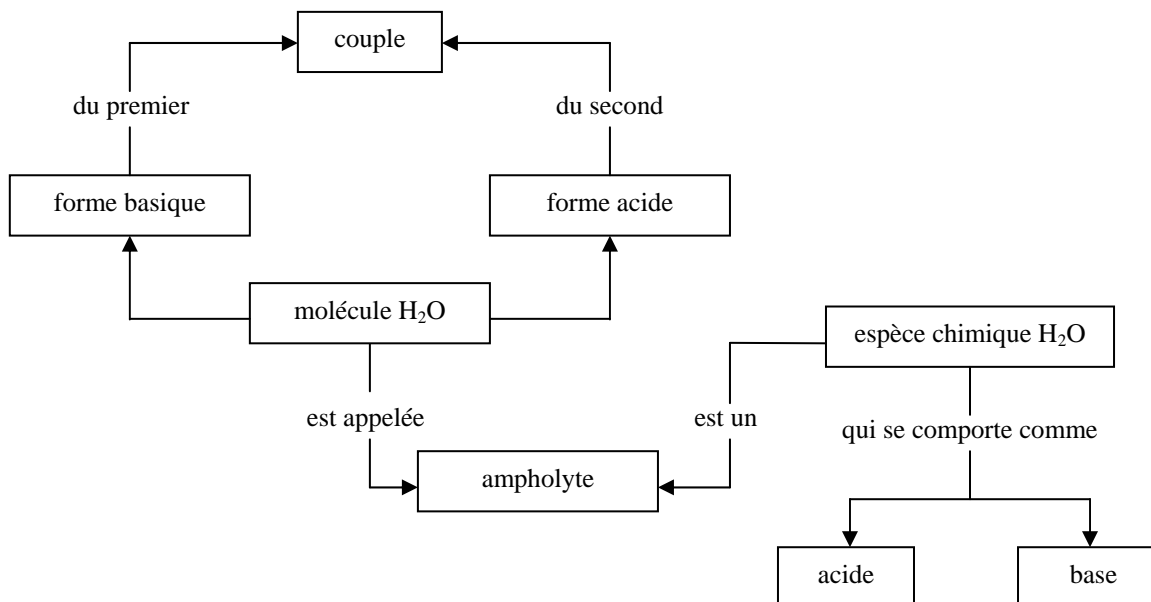 couple
du premier
du second
forme basique
forme acide
molécule H₂O
espèce chimique H₂O
est appelée
est un
qui se comporte comme
ampholyte
acide
base